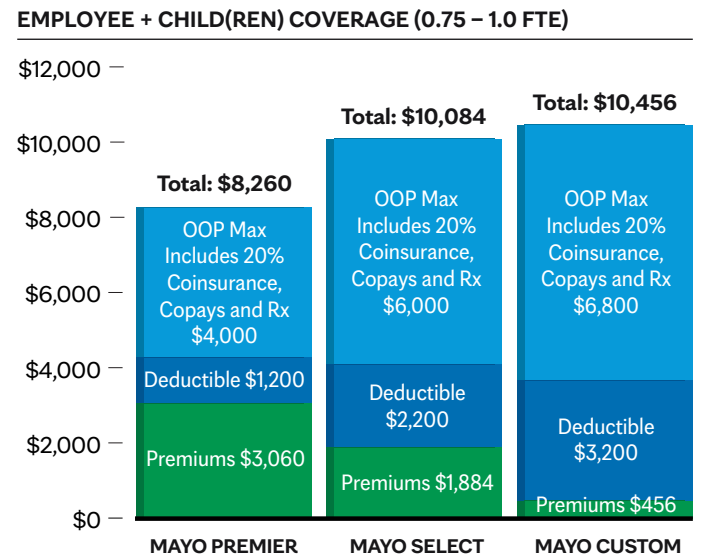 EMPLOYEE + CHILD(REN) COVERAGE (0.75 – 1.0 FTE)
$12,000
$10,000
$8,000
$6,000
$4,000
$2,000
$0
Total: $8,260
OOP Max
Includes 20%
Coinsurance,
Copays and Rx
$4,000
Deductible $1,200
Premiums $3,060
MAYO PREMIER
Total: $10,084
OOP Max
Includes 20%
Coinsurance,
Copays and Rx
$6,000
Deductible
$2,200
Premiums $1,884
MAYO SELECT
Total: $10,456
OOP Max
Includes 20%
Coinsurance,
Copays and Rx
$6,800
Deductible
$3,200
Premiums $456
MAYO CUSTOM